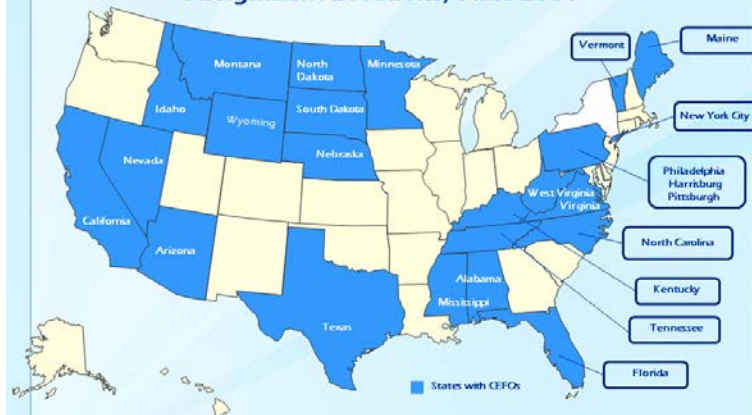 Vermont
Maine
Montana
North
Dakota
Minnesota
Idaho
South Dakota
Wyoming
New York City
Nebraska
Nevada
Philadelphia
Harrisburg
Pittsburgh
West Virginia
Virginia
California
Arizona
North Carolina
Alabama
Kentucky
Mississippi
Texas
Tennessee
Florida
States with CEFOs